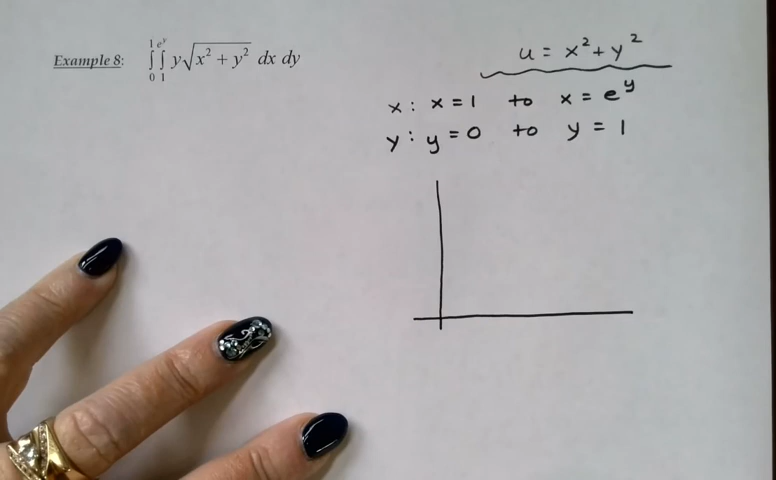 Example 8: ∫₀¹ ∫₁^{e^y} y√(x² + y²) dx dy
u = x² + y²
x: x = 1 to x = e^y
y: y = 0 to y = 1